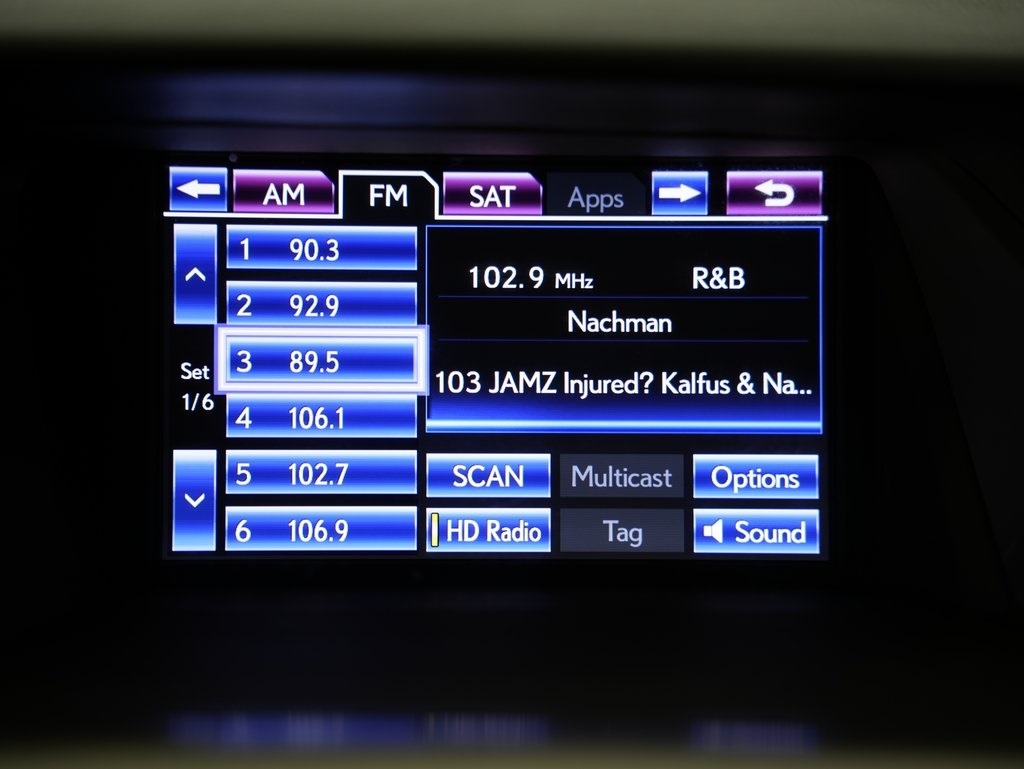 AM FM SAT Apps
1 90.3
2 92.9
3 89.5
4 106.1
5 102.7
6 106.9
Set
1/6
102.9 MHz R&B
Nachman
103 JAMZ Injured? Kalfus & Na...
SCAN Multicast Options
HD Radio Tag Sound